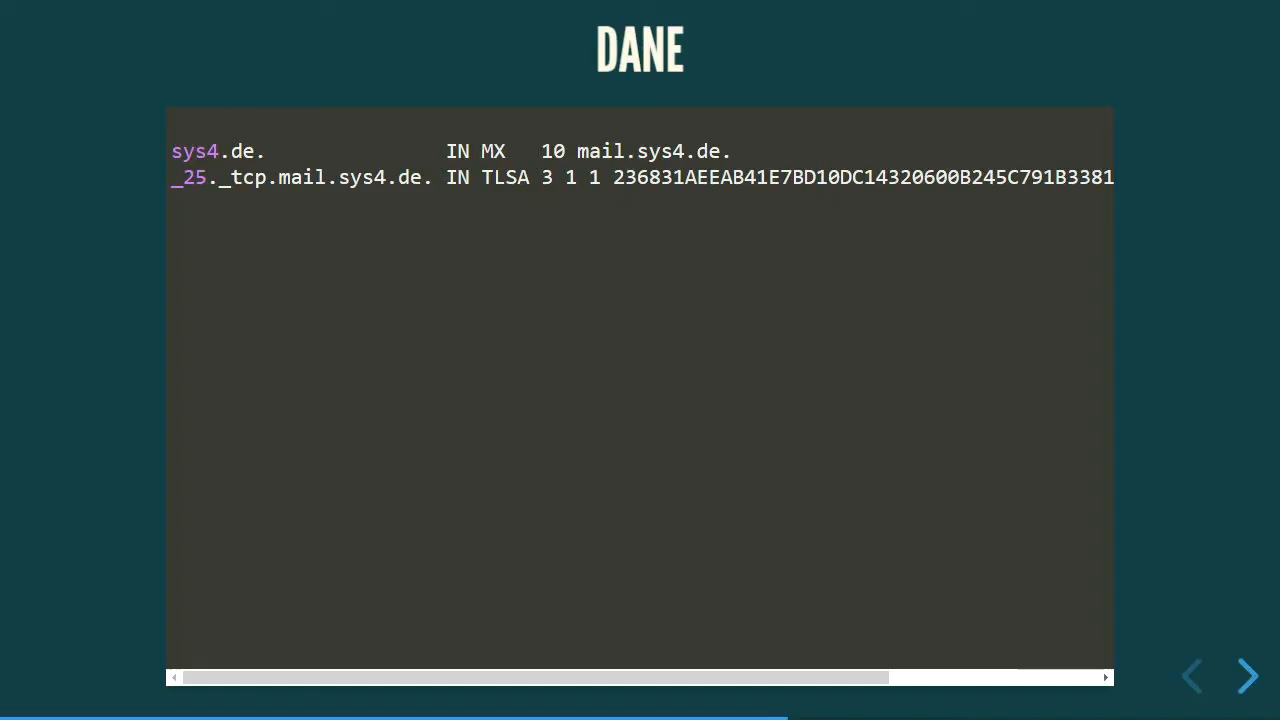 DANE
sys4.de. IN MX 10 mail.sys4.de.
_25._tcp.mail.sys4.de. IN TLSA 3 1 1 236831AEEAB41E7BD10DC14320600B245C791B3381